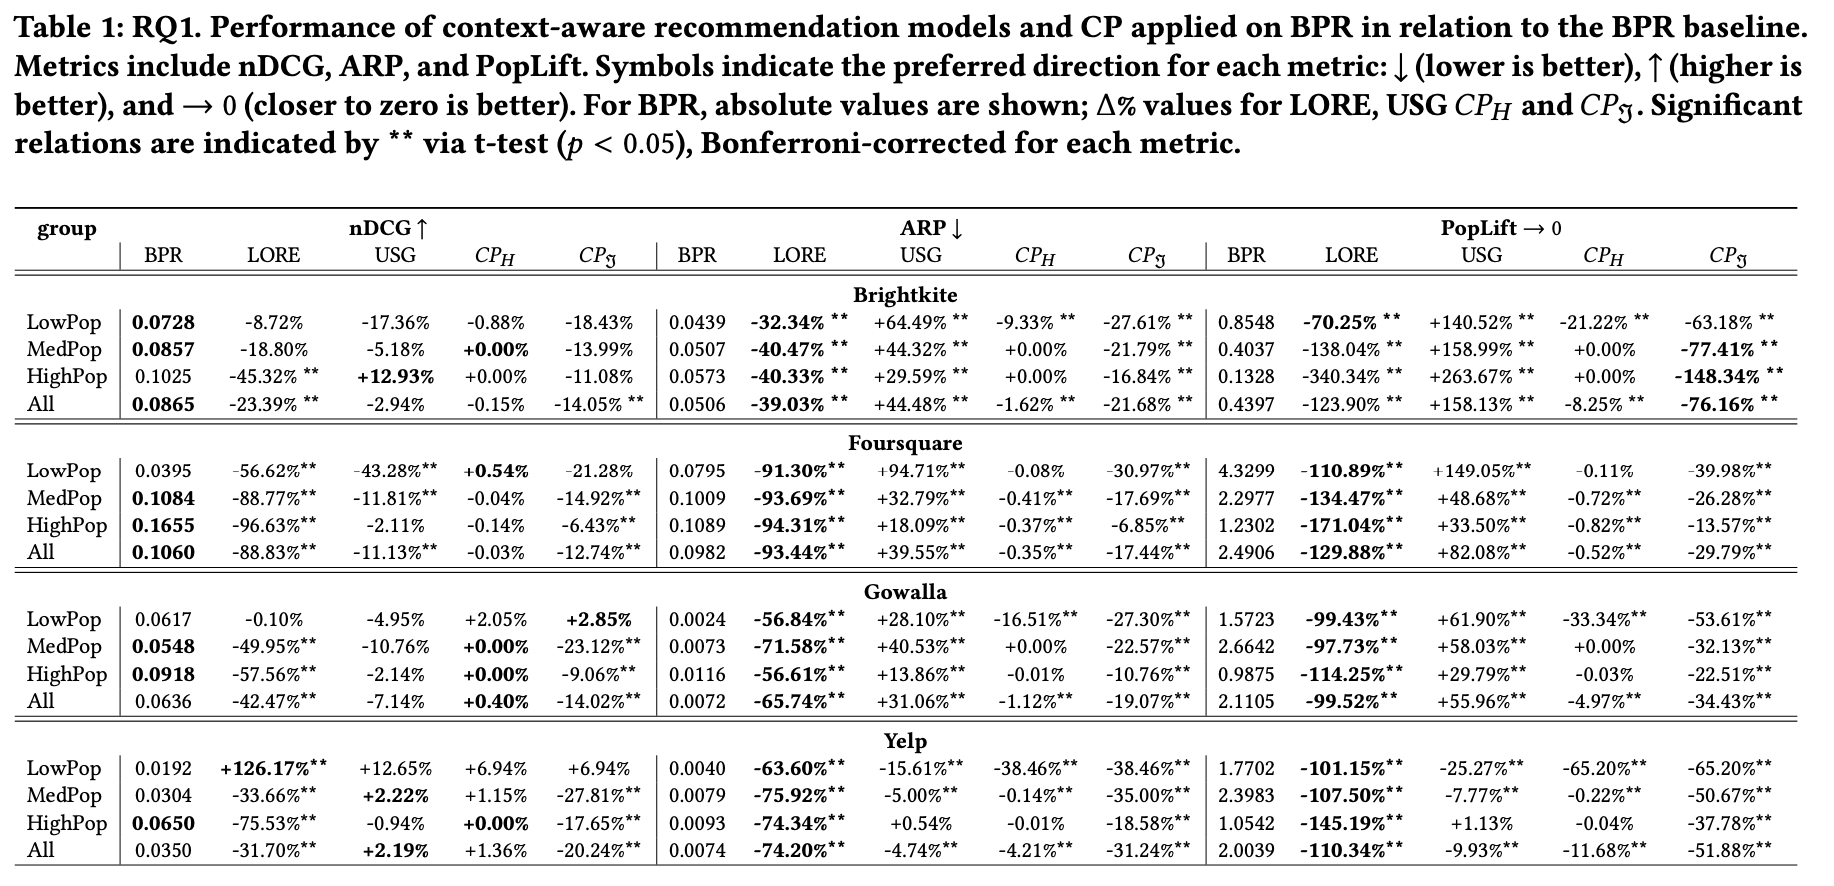 Table 1: RQ1. Performance of context-aware recommendation models and CP applied on BPR in relation to the BPR baseline.
Metrics include nDCG, ARP, and PopLift. Symbols indicate the preferred direction for each metric: ↓ (lower is better), ↑ (higher is
better), and → 0 (closer to zero is better). For BPR, absolute values are shown; Δ% values for LORE, USG CP_H and CP_ℑ. Significant
relations are indicated by ** via t-test (p < 0.05), Bonferroni-corrected for each metric.
group nDCG ↑ ARP ↓ PopLift → 0
BPR LORE USG CP_H CP_ℑ BPR LORE USG CP_H CP_ℑ BPR LORE USG CP_H CP_ℑ
Brightkite
LowPop 0.0728 -8.72% -17.36% -0.88% -18.43% 0.0439 -32.34% ** +64.49% ** -9.33% ** -27.61% ** 0.8548 -70.25% ** +140.52% ** -21.22% ** -63.18% **
MedPop 0.0857 -18.80% -5.18% +0.00% -13.99% 0.0507 -40.47% ** +44.32% ** +0.00% -21.79% ** 0.4037 -138.04% ** +158.99% ** +0.00% -77.41% **
HighPop 0.1025 -45.32% ** +12.93% +0.00% -11.08% 0.0573 -40.33% ** +29.59% ** +0.00% -16.84% ** 0.1328 -340.34% ** +263.67% ** +0.00% -148.34% **
All 0.0865 -23.39% ** -2.94% -0.15% -14.05% ** 0.0506 -39.03% ** +44.48% ** -1.62% ** -21.68% ** 0.4397 -123.90% ** +158.13% ** -8.25% ** -76.16% **
Foursquare
LowPop 0.0395 -56.62%** -43.28%** +0.54% -21.28% 0.0795 -91.30%** +94.71%** -0.08% -30.97%** 4.3299 -110.89%** +149.05%** -0.11% -39.98%**
MedPop 0.1084 -88.77%** -11.81%** -0.04% -14.92%** 0.1009 -93.69%** +32.79%** -0.41%** -17.69%** 2.2977 -134.47%** +48.68%** -0.72%** -26.28%**
HighPop 0.1655 -96.63%** -2.11% -0.14% -6.43%** 0.1089 -94.31%** +18.09%** -0.37%** -6.85%** 1.2302 -171.04%** +33.50%** -0.82%** -13.57%**
All 0.1060 -88.83%** -11.13%** -0.03% -12.74%** 0.0982 -93.44%** +39.55%** -0.35%** -17.44%** 2.4906 -129.88%** +82.08%** -0.52%** -29.79%**
Gowalla
LowPop 0.0617 -0.10% -4.95% +2.05% +2.85% 0.0024 -56.84%** +28.10%** -16.51%** -27.30%** 1.5723 -99.43%** +61.90%** -33.34%** -53.61%**
MedPop 0.0548 -49.95%** -10.76% +0.00% -23.12%** 0.0073 -71.58%** +40.53%** +0.00% -22.57%** 2.6642 -97.73%** +58.03%** +0.00% -32.13%**
HighPop 0.0918 -57.56%** -2.14% +0.00% -9.06%** 0.0116 -56.61%** +13.86%** -0.01% -10.76%** 0.9875 -114.25%** +29.79%** -0.03% -22.51%**
All 0.0636 -42.47%** -7.14% +0.40% -14.02%** 0.0072 -65.74%** +31.06%** -1.12%** -19.07%** 2.1105 -99.52%** +55.96%** -4.97%** -34.43%**
Yelp
LowPop 0.0192 +126.17%** +12.65% +6.94% +6.94% 0.0040 -63.60%** -15.61%** -38.46%** -38.46%** 1.7702 -101.15%** -25.27%** -65.20%** -65.20%**
MedPop 0.0304 -33.66%** +2.22% +1.15% -27.81%** 0.0079 -75.92%** -5.00%** -0.14%** -35.00%** 2.3983 -107.50%** -7.77%** -0.22%** -50.67%**
HighPop 0.0650 -75.53%** -0.94% +0.00% -17.65%** 0.0093 -74.34%** +0.54% -0.01% -18.58%** 1.0542 -145.19%** +1.13% -0.04% -37.78%**
All 0.0350 -31.70%** +2.19% +1.36% -20.24%** 0.0074 -74.20%** -4.74%** -4.21%** -31.24%** 2.0039 -110.34%** -9.93%** -11.68%** -51.88%**